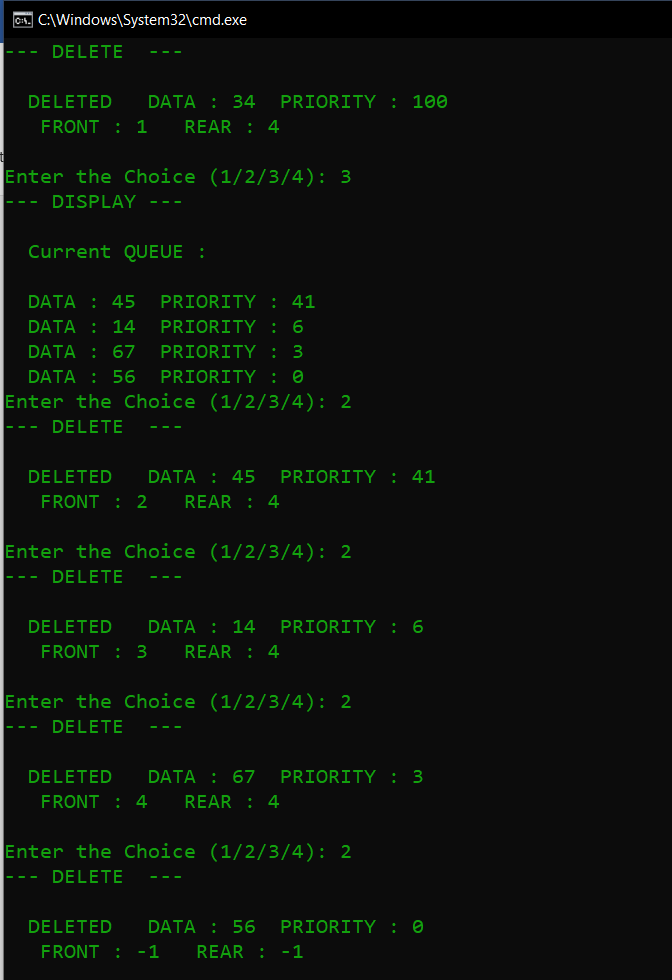 C:\Windows\System32\cmd.exe
--- DELETE  ---
DELETED   DATA : 34  PRIORITY : 100
FRONT : 1   REAR : 4
Enter the Choice (1/2/3/4): 3
--- DISPLAY ---
Current QUEUE :
DATA : 45  PRIORITY : 41
DATA : 14  PRIORITY : 6
DATA : 67  PRIORITY : 3
DATA : 56  PRIORITY : 0
Enter the Choice (1/2/3/4): 2
--- DELETE  ---
DELETED   DATA : 45  PRIORITY : 41
FRONT : 2   REAR : 4
Enter the Choice (1/2/3/4): 2
--- DELETE  ---
DELETED   DATA : 14  PRIORITY : 6
FRONT : 3   REAR : 4
Enter the Choice (1/2/3/4): 2
--- DELETE  ---
DELETED   DATA : 67  PRIORITY : 3
FRONT : 4   REAR : 4
Enter the Choice (1/2/3/4): 2
--- DELETE  ---
DELETED   DATA : 56  PRIORITY : 0
FRONT : -1   REAR : -1